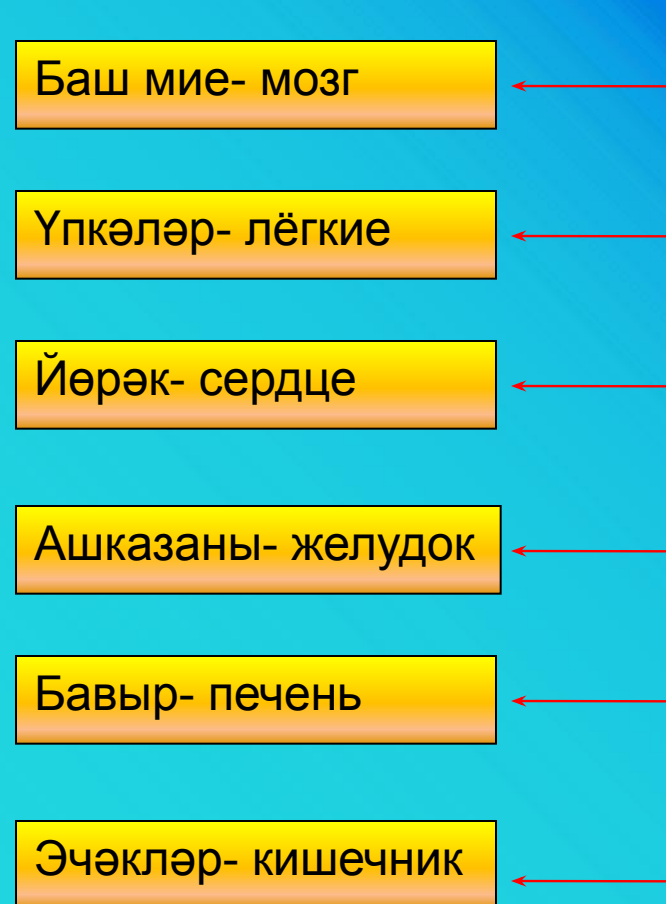 Баш мие- мозг
Үпкәләр- лёгкие
Йөрәк- сердце
Ашказаны- желудок
Бавыр- печень
Эчәкләр- кишечник